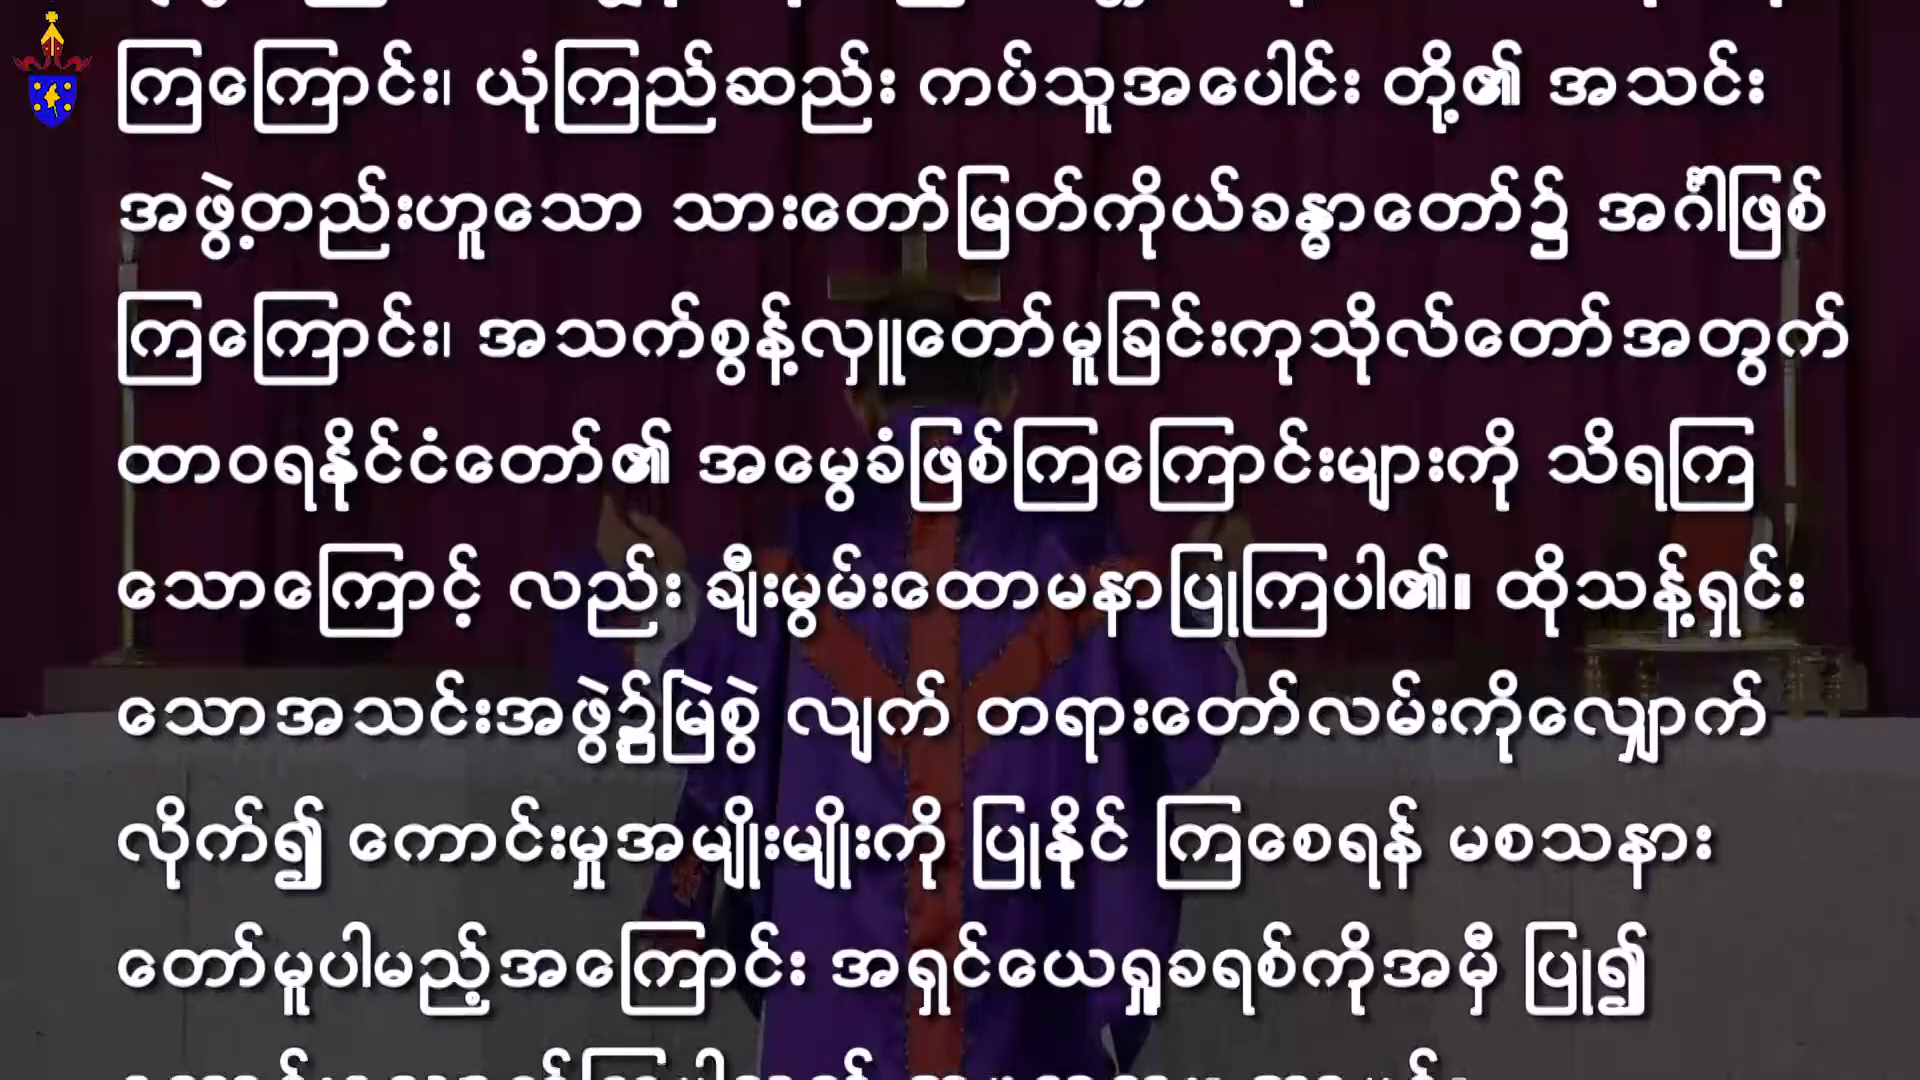 ကြကြောင်း၊ ယုံကြည်ဆည်း ကပ်သူအပေါင်း တို့၏ အသင်း
အဖွဲ့တည်းဟူသော သားတော်မြတ်ကိုယ်ခန္ဓာတော်၌ အင်္ဂါဖြစ်
ကြကြောင်း၊ အသက်စွန့်လှူတော်မူခြင်းကုသိုလ်တော်အတွက်
ထာဝရနိုင်ငံတော်၏ အမွေခံဖြစ်ကြကြောင်းများကို သိရကြ
သောကြောင့် လည်း ချီးမွမ်းထောမနာပြုကြပါ၏။ ထိုသန့်ရှင်း
သောအသင်းအဖွဲ့၌မြဲစွဲ လျက် တရားတော်လမ်းကိုလျှောက်
လိုက်၍ ကောင်းမှုအမျိုးမျိုးကို ပြုနိုင် ကြစေရန် မစသနား
တော်မူပါမည့်အကြောင်း အရှင်ယေရှုခရစ်ကိုအမှီ ပြု၍